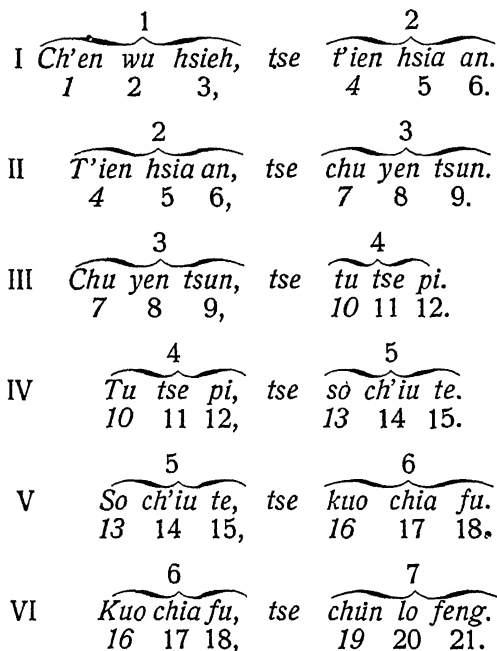 1 2
I Ch'en wu hsieh, tse t'ien hsia an.
1 2 3, 4 5 6.
2 3
II T'ien hsia an, tse chu yen tsun.
4 5 6, 7 8 9.
3 4
III Chu yen tsun, tse tu tse pi.
7 8 9, 10 11 12.
4 5
IV Tu tse pi, tse so ch'iu te.
10 11 12, 13 14 15.
5 6
V So ch'iu te, tse kuo chia fu.
13 14 15, 16 17 18.
6 7
VI Kuo chia fu, tse chün lo feng.
16 17 18, 19 20 21.